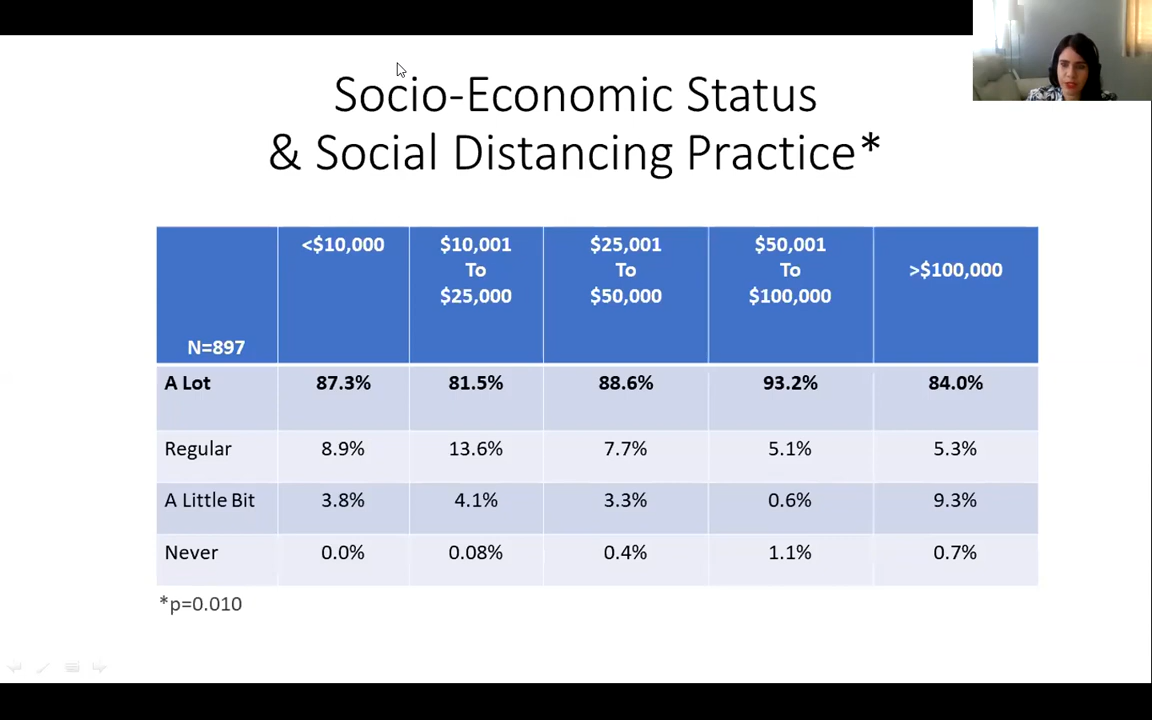 Socio-Economic Status
& Social Distancing Practice*
N=897 <$10,000 $10,001 To $25,000 $25,001 To $50,000 $50,001 To $100,000 >$100,000
A Lot 87.3% 81.5% 88.6% 93.2% 84.0%
Regular 8.9% 13.6% 7.7% 5.1% 5.3%
A Little Bit 3.8% 4.1% 3.3% 0.6% 9.3%
Never 0.0% 0.08% 0.4% 1.1% 0.7%
*p=0.010